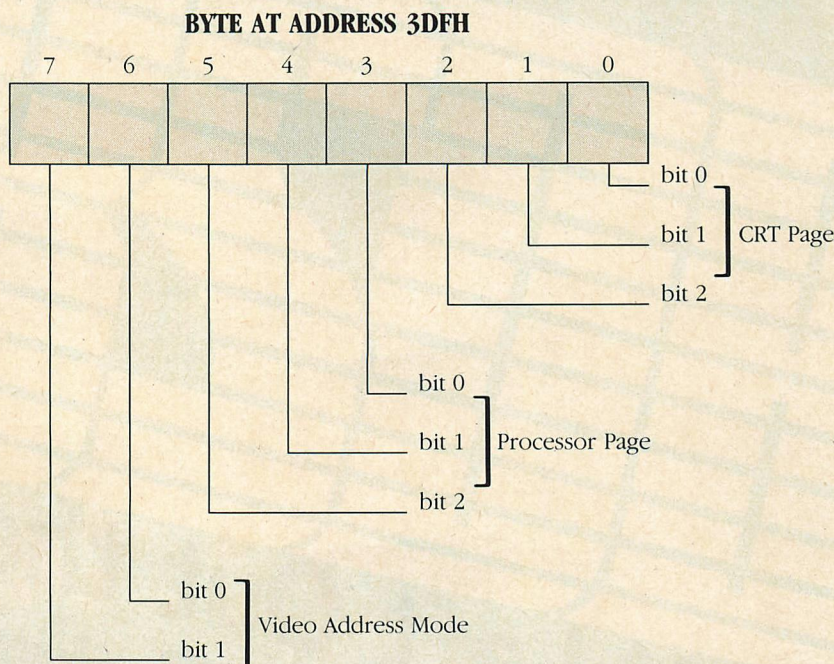 BYTE AT ADDRESS 3DFH
7 6 5 4 3 2 1 0
bit 0
bit 1
bit 2
CRT Page
bit 0
bit 1
bit 2
Processor Page
bit 0
bit 1
Video Address Mode